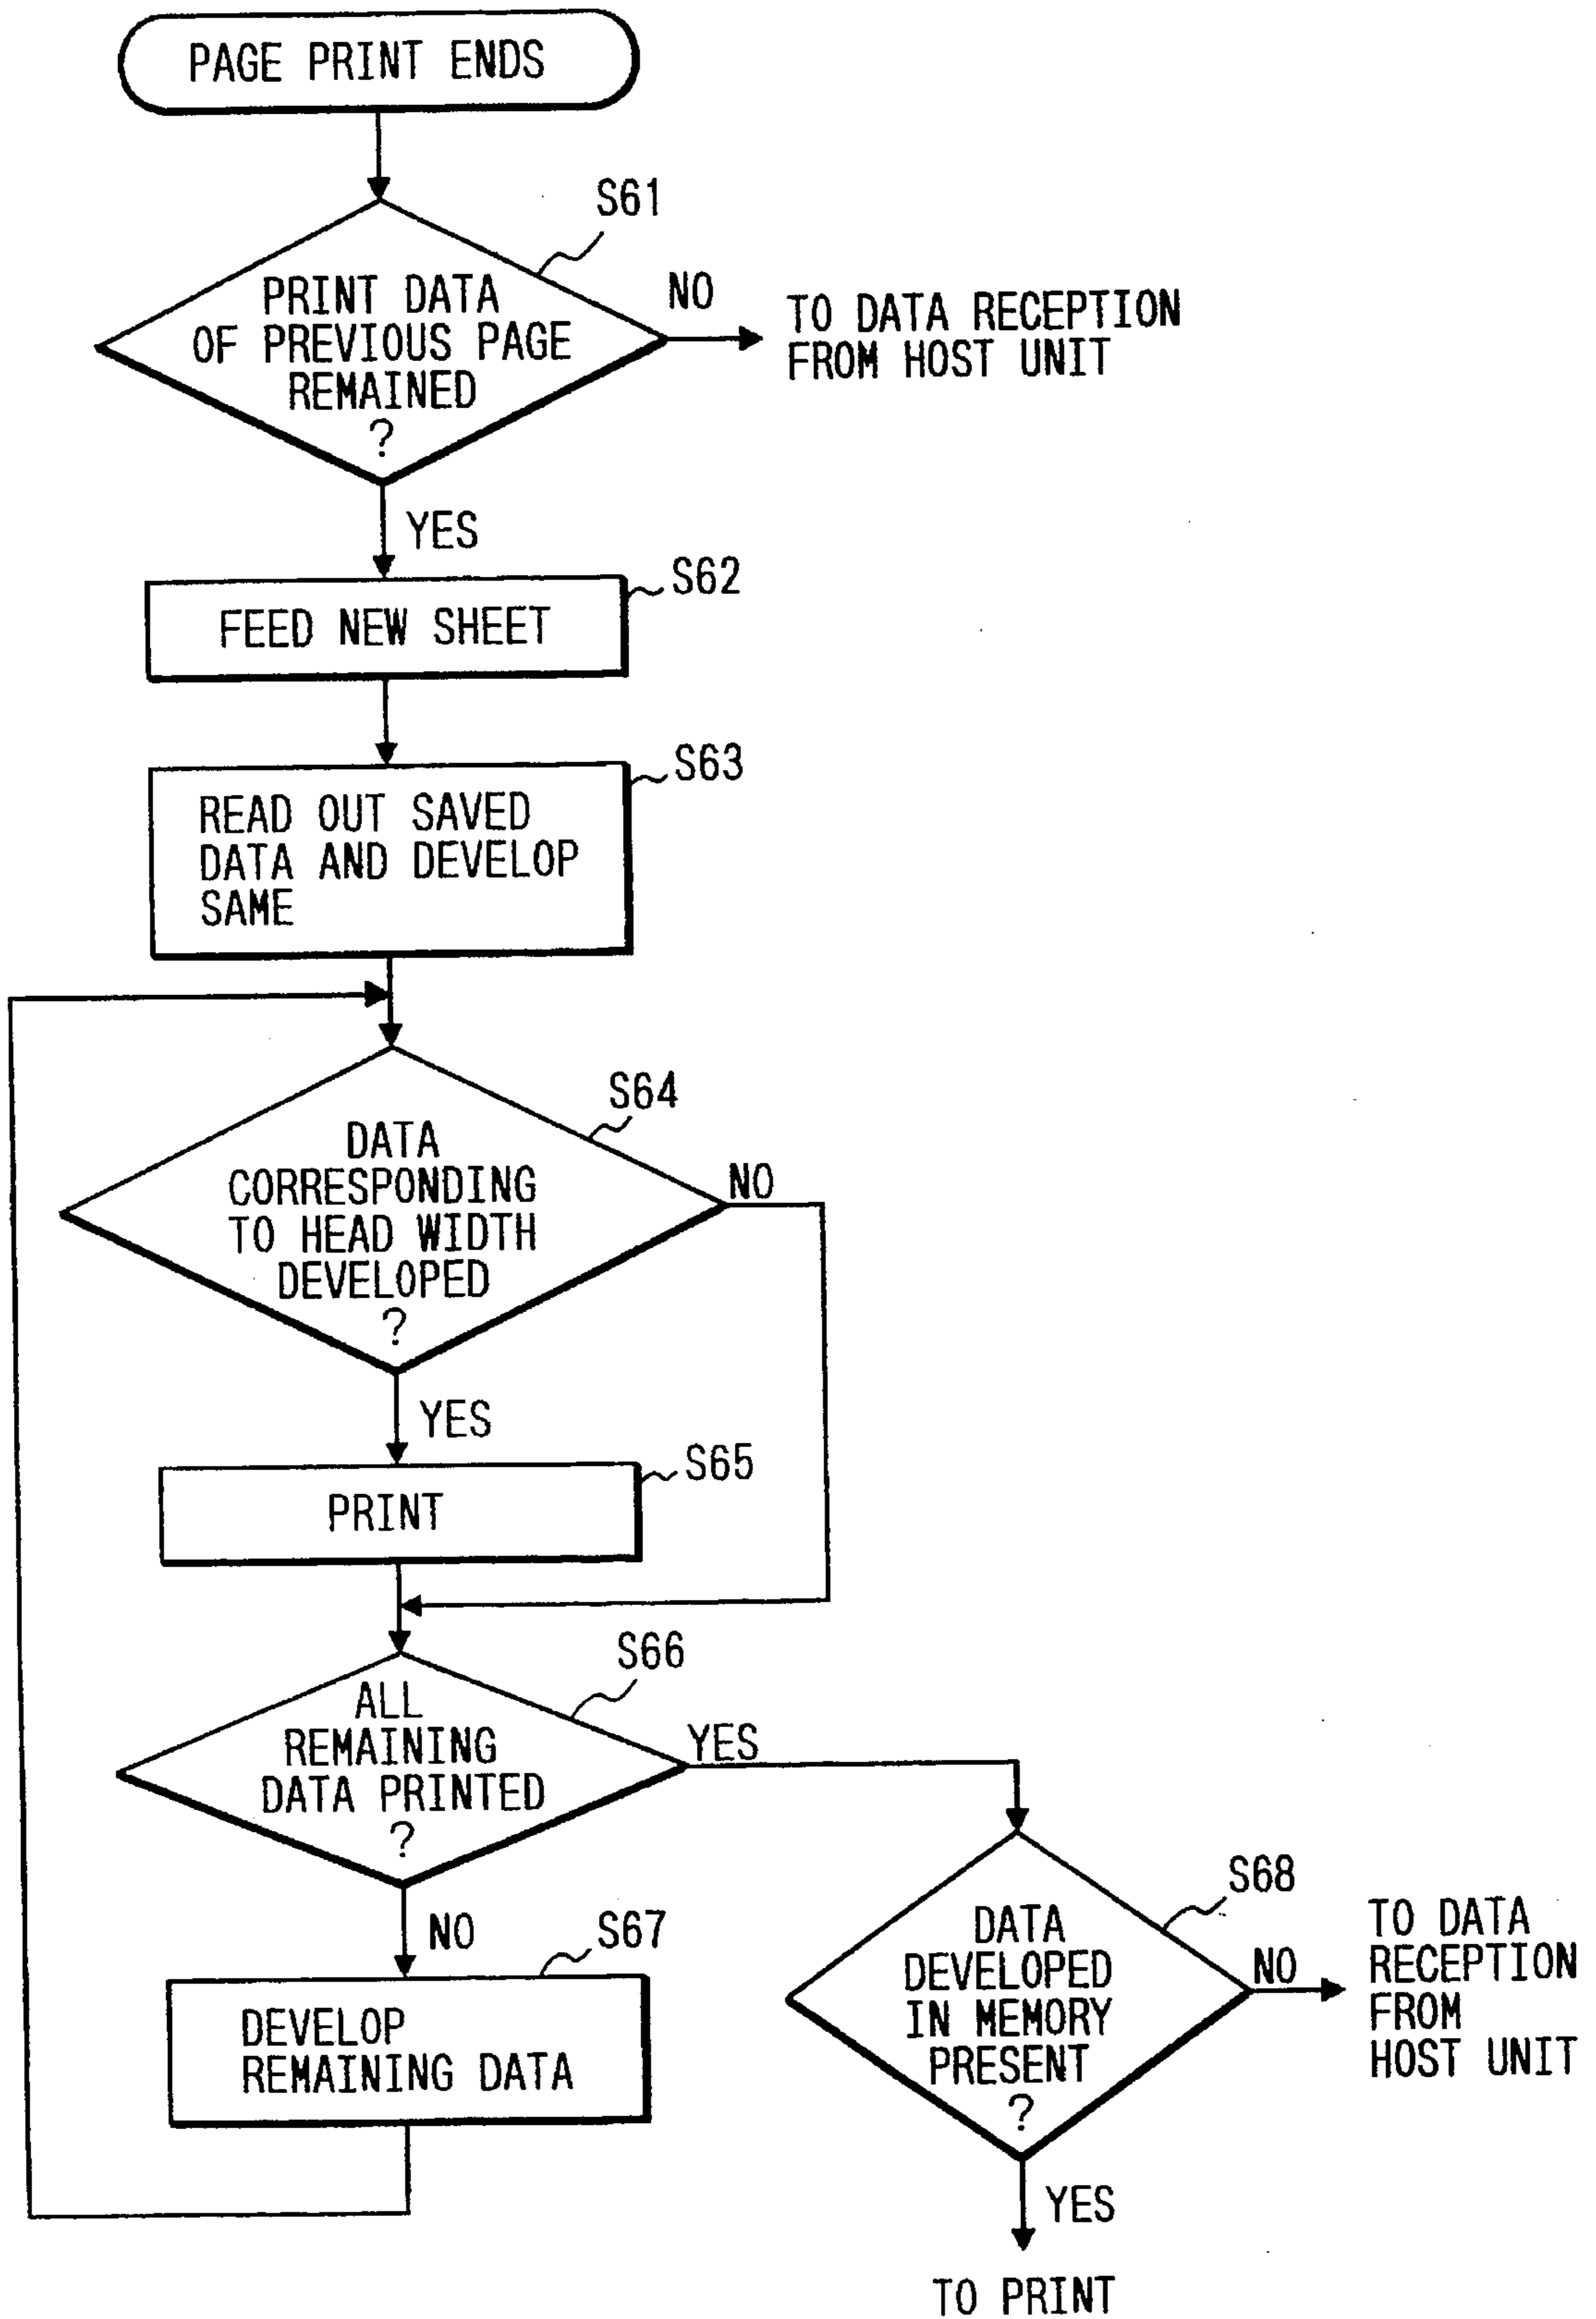 PAGE PRINT ENDS
S61
PRINT DATA
OF PREVIOUS PAGE
REMAINED
?
NO
TO DATA RECEPTION
FROM HOST UNIT
YES
S62
FEED NEW SHEET
S63
READ OUT SAVED
DATA AND DEVELOP
SAME
S64
DATA
CORRESPONDING
TO HEAD WIDTH
DEVELOPED
?
NO
YES
S65
PRINT
S66
ALL
REMAINING
DATA PRINTED
?
YES
NO
S67
DEVELOP
REMAINING DATA
S68
DATA
DEVELOPED
IN MEMORY
PRESENT
?
NO
TO DATA
RECEPTION
FROM
HOST UNIT
YES
TO PRINT